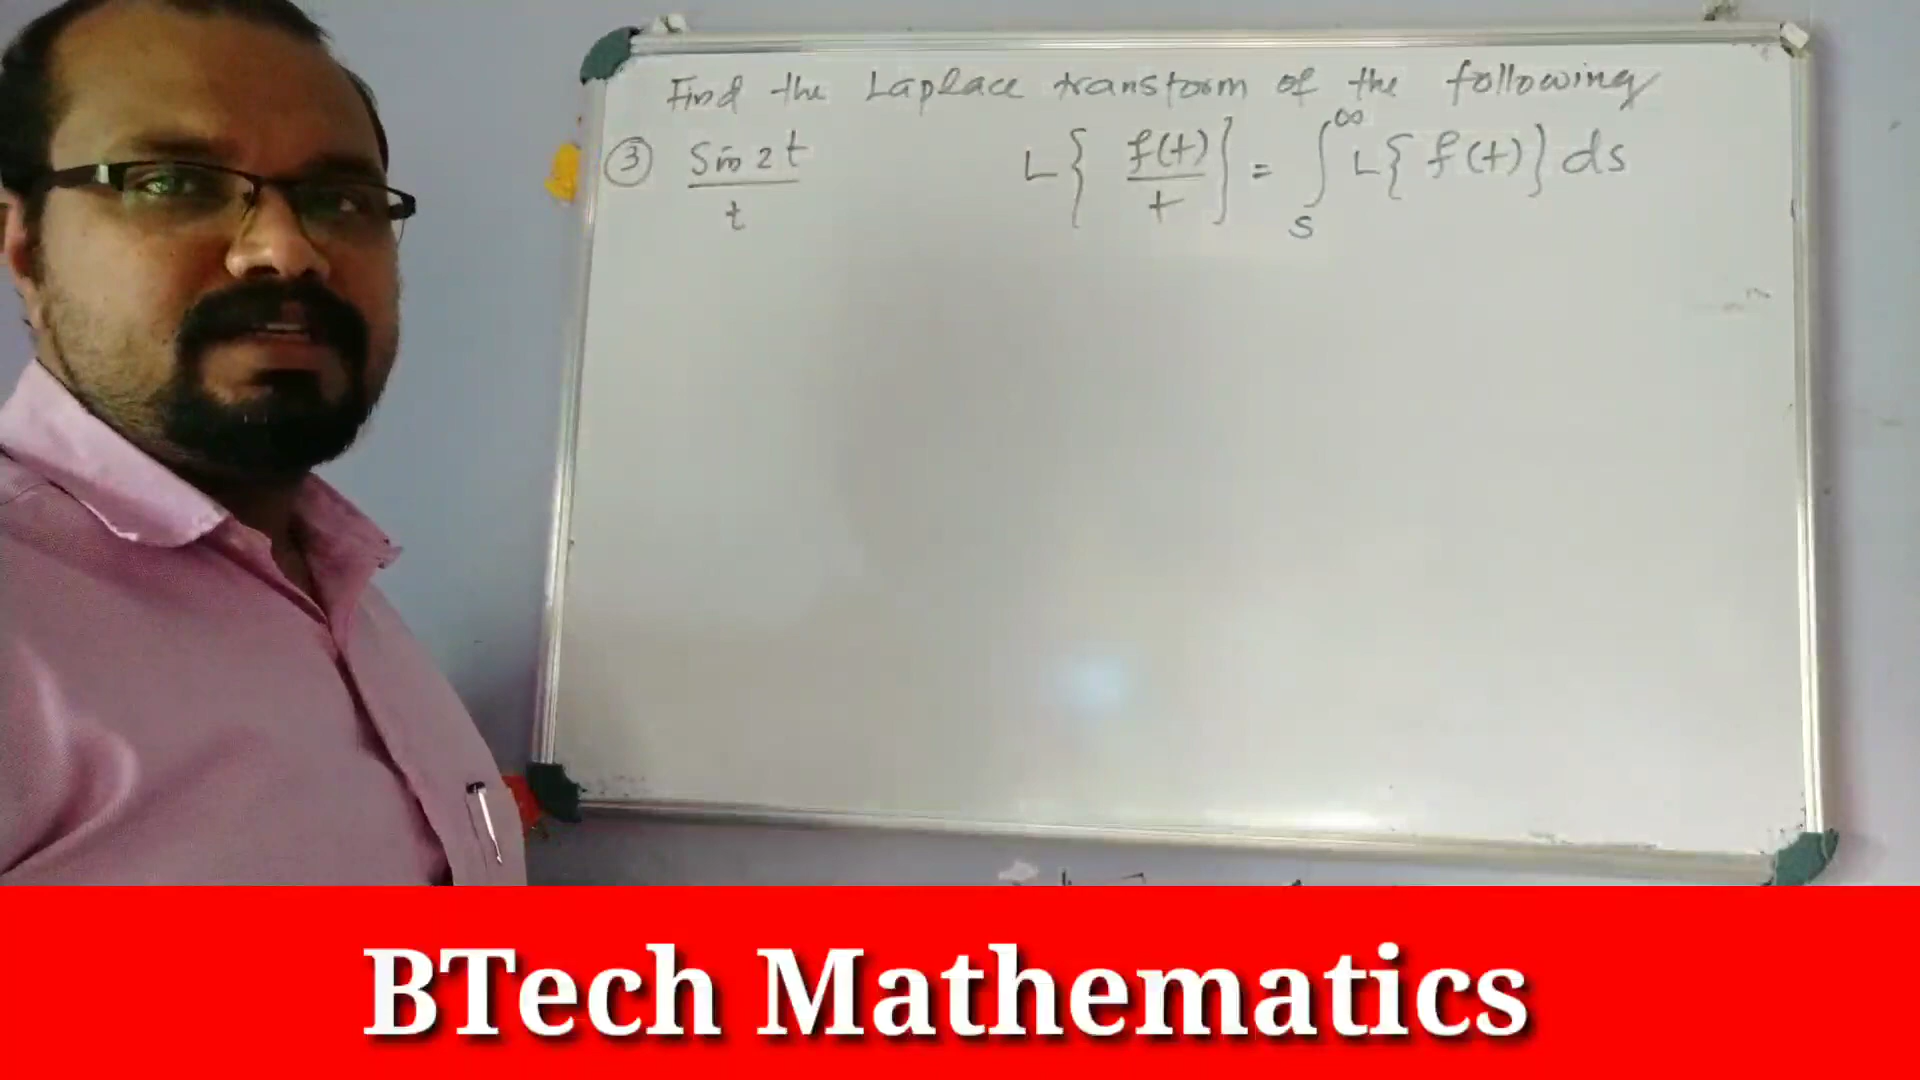 Find the Laplace transform of the following
③ Sin 2t / t L{ f(t) / t } = ∫_s^∞ L{ f(t) } ds
BTech Mathematics